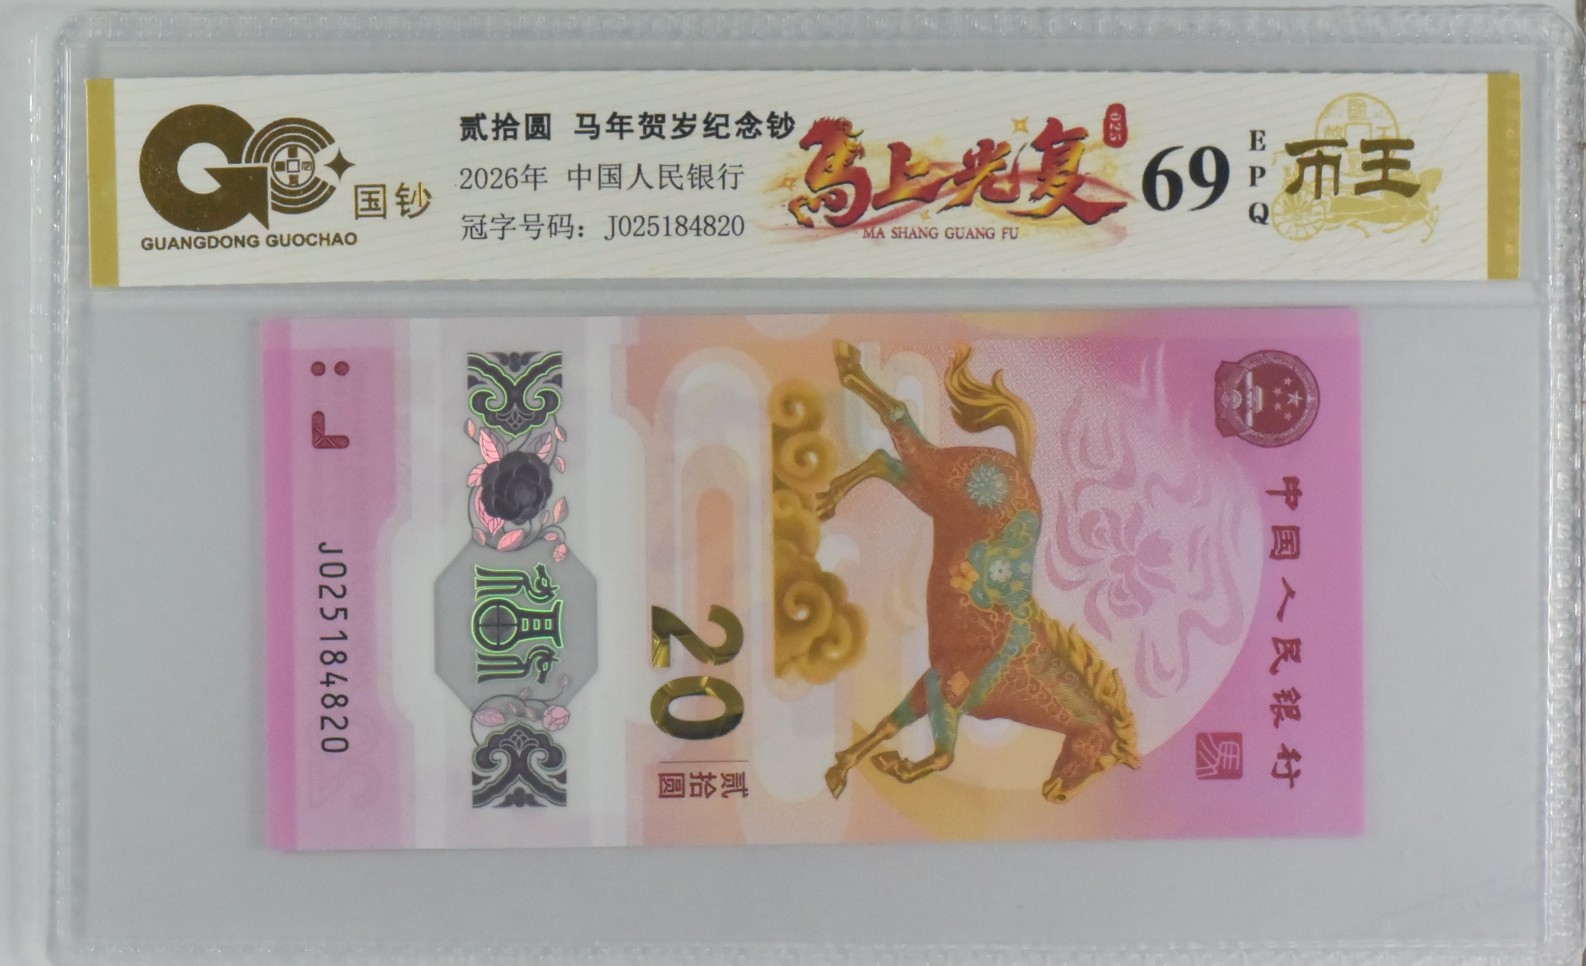 国钞
GUANGDONG GUOCHAO
贰拾圆 马年贺岁纪念钞
2026年 中国人民银行
冠字号码：J025184820
馬上光复
025
MA SHANG GUANG FU
69
EPQ
币王
J025184820
20
贰拾圆
中国人民银行